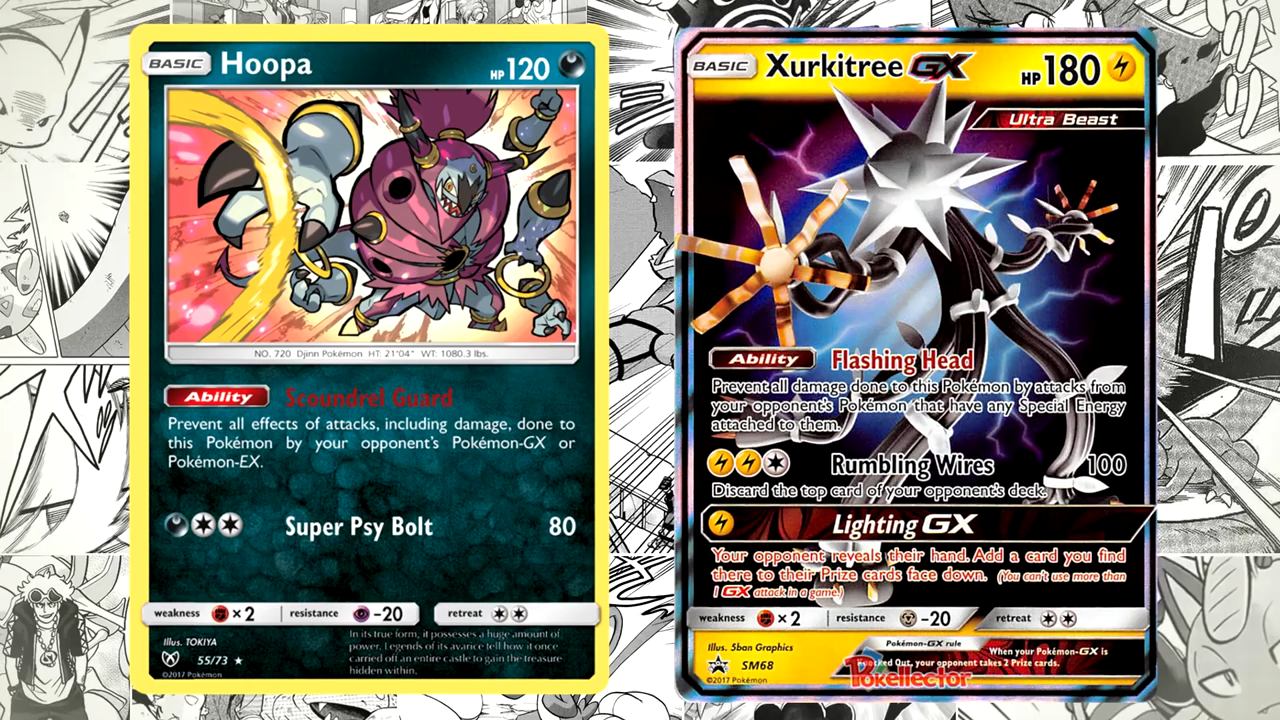 BASIC Hoopa HP 120
NO. 720 Djinn Pokémon HT: 21'04" WT: 1080.3 lbs.
Ability Scoundrel Guard
Prevent all effects of attacks, including damage, done to
this Pokémon by your opponent's Pokémon-GX or
Pokémon-EX.
Super Psy Bolt 80
weakness ×2 resistance -20 retreat
Illus. TOKIYA
55/73
©2017 Pokémon
In its true form, it possesses a huge amount of
power. Legends of its avarice tell how it once
carried off an entire castle to gain the treasure
hidden within.
BASIC Xurkitree GX HP 180
Ultra Beast
Ability Flashing Head
Prevent all damage done to this Pokémon by attacks from
your opponent's Pokémon that have any Special Energy
attached to them.
Rumbling Wires 100
Discard the top card of your opponent's deck.
Lighting GX
Your opponent reveals their hand. Add a card you find
there to their Prize cards face down. (You can't use more than
1 GX attack in a game.)
weakness ×2 resistance -20 retreat
Illus. 5ban Graphics
SM68
©2017 Pokémon
Pokémon-GX rule
When your Pokémon-GX is
Out, your opponent takes 2 Prize cards.
Pokellector